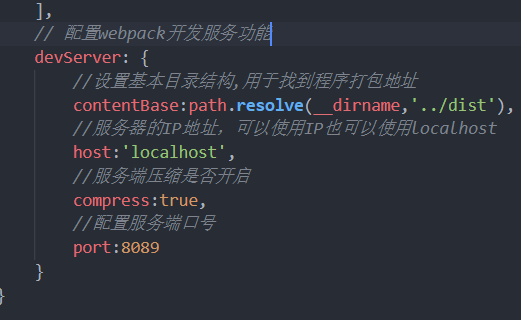 ],
// 配置webpack开发服务功能
devServer: {
//设置基本目录结构,用于找到程序打包地址
contentBase:path.resolve(__dirname,'../dist'),
//服务器的IP地址，可以使用IP也可以使用localhost
host:'localhost',
//服务端压缩是否开启
compress:true,
//配置服务端口号
port:8089
}
}